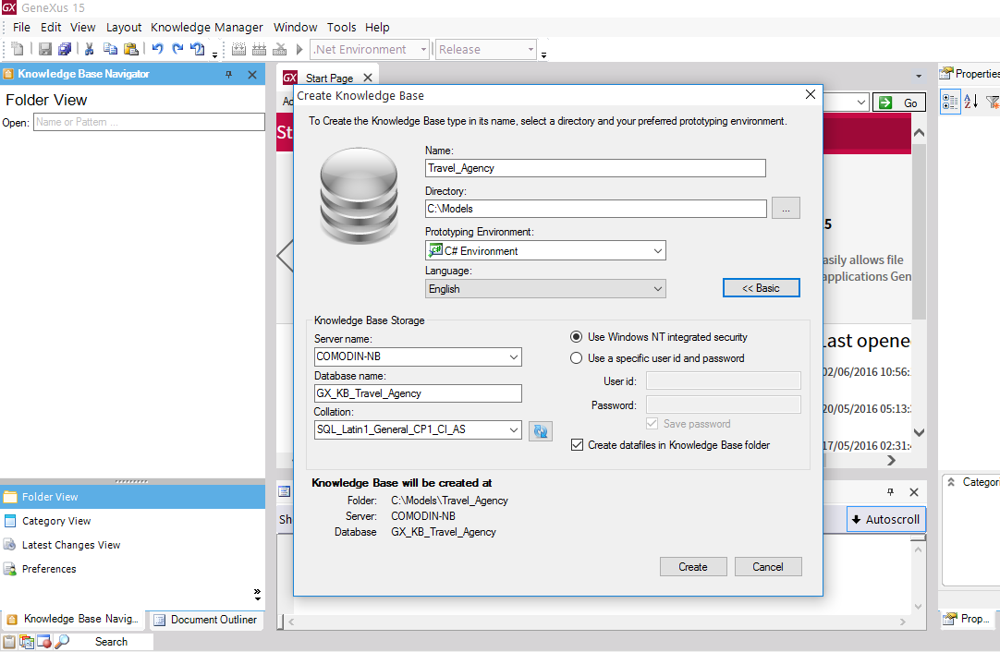 GX GeneXus 15
File Edit View Layout Knowledge Manager Window Tools Help
.Net Environment Release
Knowledge Base Navigator
Folder View
Open: Name or Pattern ...
Folder View
Category View
Latest Changes View
Preferences
Knowledge Base Navig...
Document Outliner
Search
GX Start Page
Go
Create Knowledge Base
To Create the Knowledge Base type in its name, select a directory and your preferred prototyping environment.
Name:
Travel_Agency
Directory:
C:\Models
...
Prototyping Environment:
C# Environment
Language:
English
<< Basic
Knowledge Base Storage
Server name:
COMODIN-NB
Database name:
GX_KB_Travel_Agency
Collation:
SQL_Latin1_General_CP1_CI_AS
Use Windows NT integrated security
Use a specific user id and password
User id:
Password:
Save password
Create datafiles in Knowledge Base folder
Knowledge Base will be created at
Folder: C:\Models\Travel_Agency
Server: COMODIN-NB
Database GX_KB_Travel_Agency
Create Cancel
5
asily allows file
applications Gen
Last opene
02/06/2016 10:56:
20/05/2016 05:13:
17/05/2016 02:31:
Autoscroll
Properties
Categori
Prop...